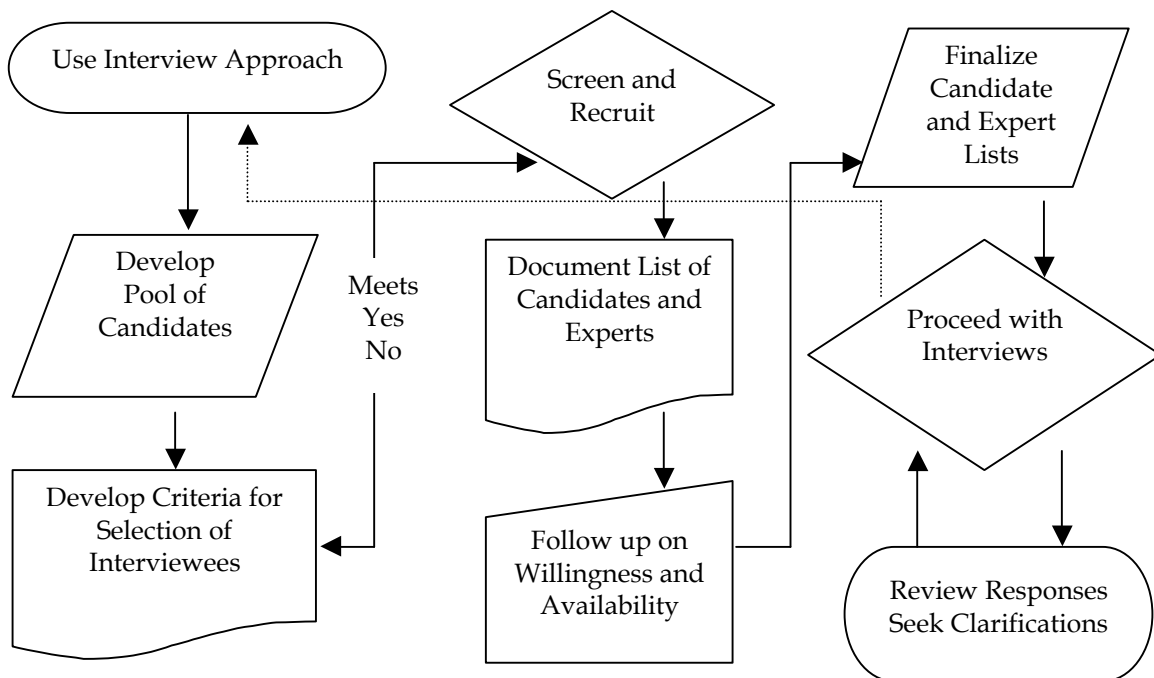 Use Interview Approach
Develop
Pool of
Candidates
Develop Criteria for
Selection of
Interviewees
Meets
Yes
No
Screen and
Recruit
Document List of
Candidates and
Experts
Follow up on
Willingness and
Availability
Finalize
Candidate
and Expert
Lists
Proceed with
Interviews
Review Responses
Seek Clarifications